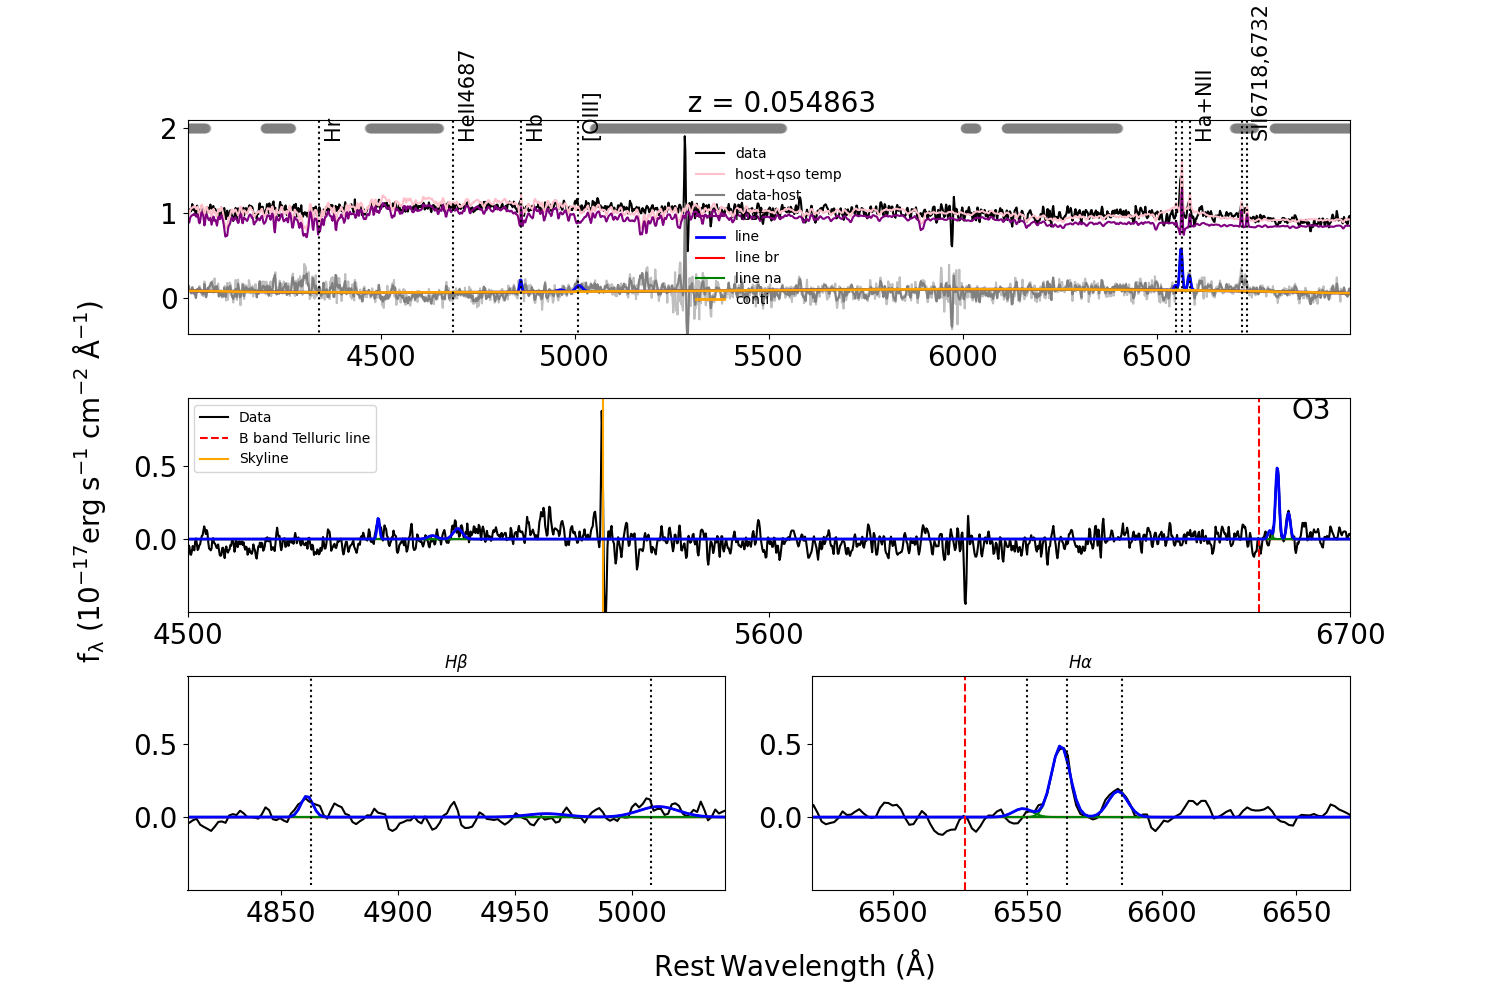 z = 0.054863
Hr
HeII4687
Hb
[OIII]
Ha+NII
SII6718,6732
2
1
0
data
host+qso temp
data-host
line
line br
line na
conti
4500
5000
5500
6000
6500
fλ (10⁻¹⁷erg s⁻¹ cm⁻² Å⁻¹)
O3
Data
B band Telluric line
Skyline
0.5
0.0
4500
5600
6700
Hβ
0.5
0.0
4850
4900
4950
5000
Hα
0.5
0.0
6500
6550
6600
6650
Rest Wavelength (Å)